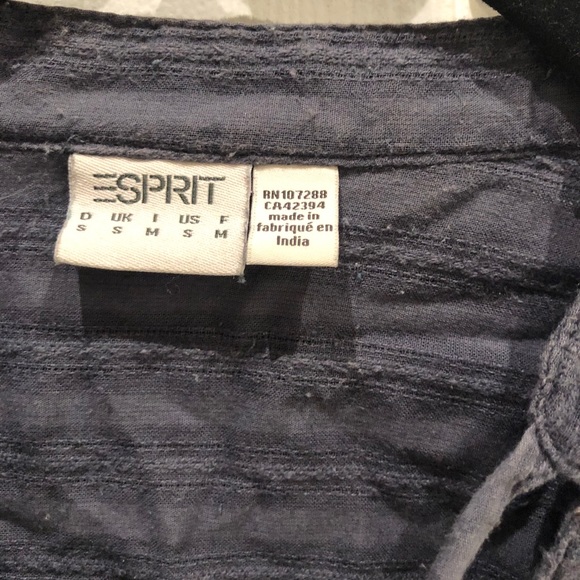 ESPRIT
D UK I US F
S S M S M
RN107288
CA42394
made in
fabriqué en
India